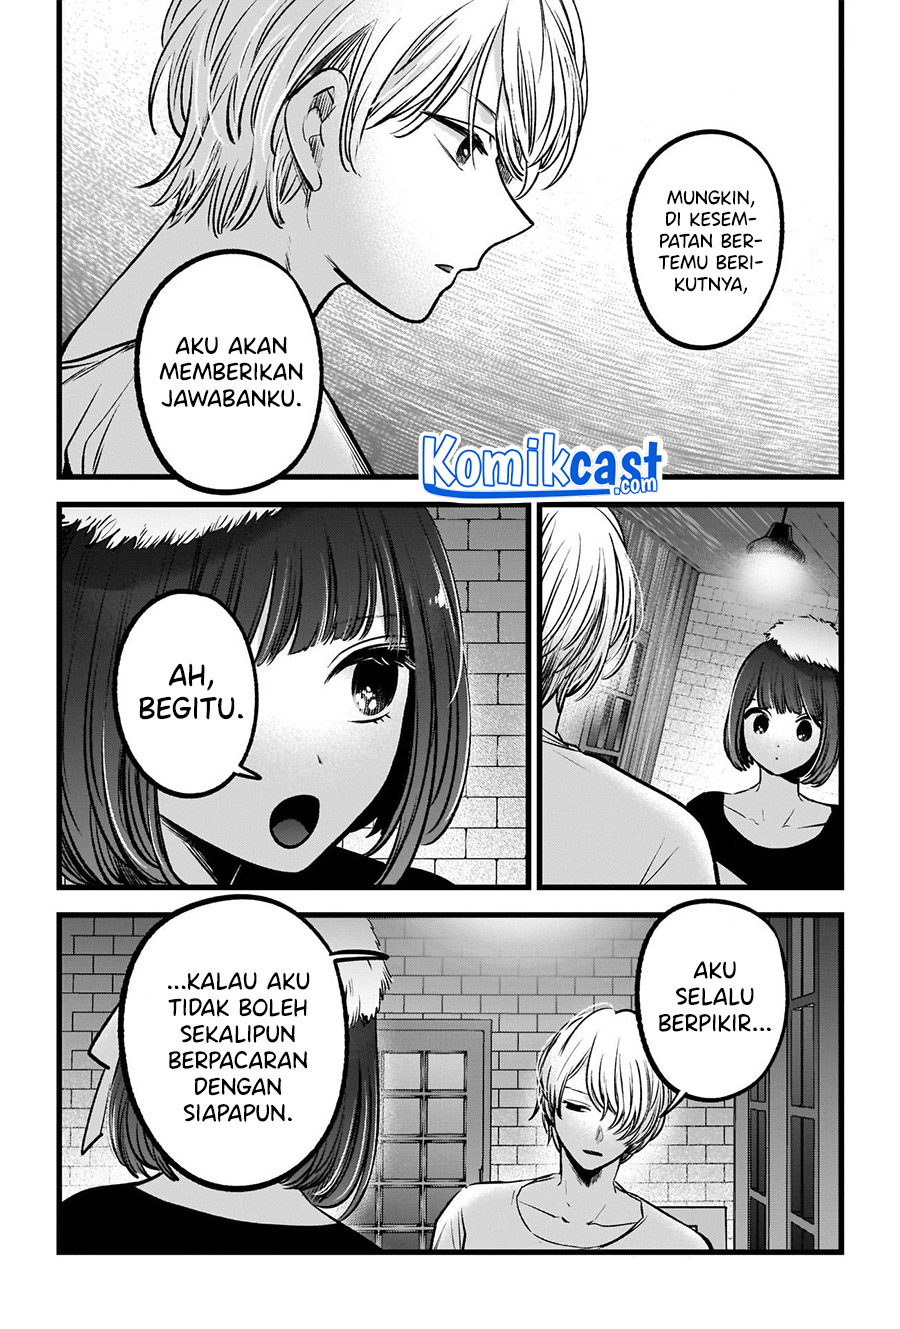 MUNGKIN,
DI KESEM-
PATAN BER-
TEMU BERI-
KUTNYA,
AKU AKAN
MEMBERIKAN
JAWABANKU.
Komikcast
.com
AH,
BEGITU.
AKU
SELALU
BERPIKIR...
...KALAU AKU
TIDAK BOLEH
SEKALIPUN
BERPACARAN
DENGAN
SIAPAPUN.